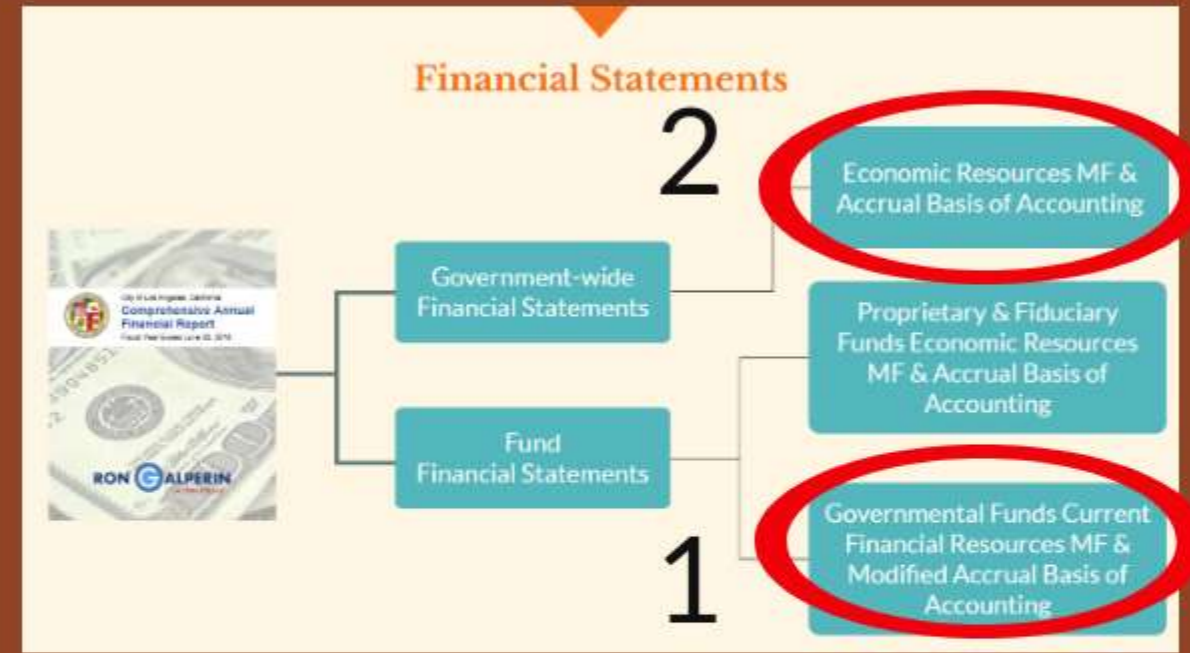 Financial Statements
2
Economic Resources MF &
Accrual Basis of Accounting
Government-wide
Financial Statements
City of Los Angeles, California
Comprehensive Annual
Financial Report
Proprietary & Fiduciary
Funds Economic Resources
MF & Accrual Basis of
Accounting
Fund
Financial Statements
RON GALPERIN
Governmental Funds Current
Financial Resources MF &
Modified Accrual Basis of
Accounting
1